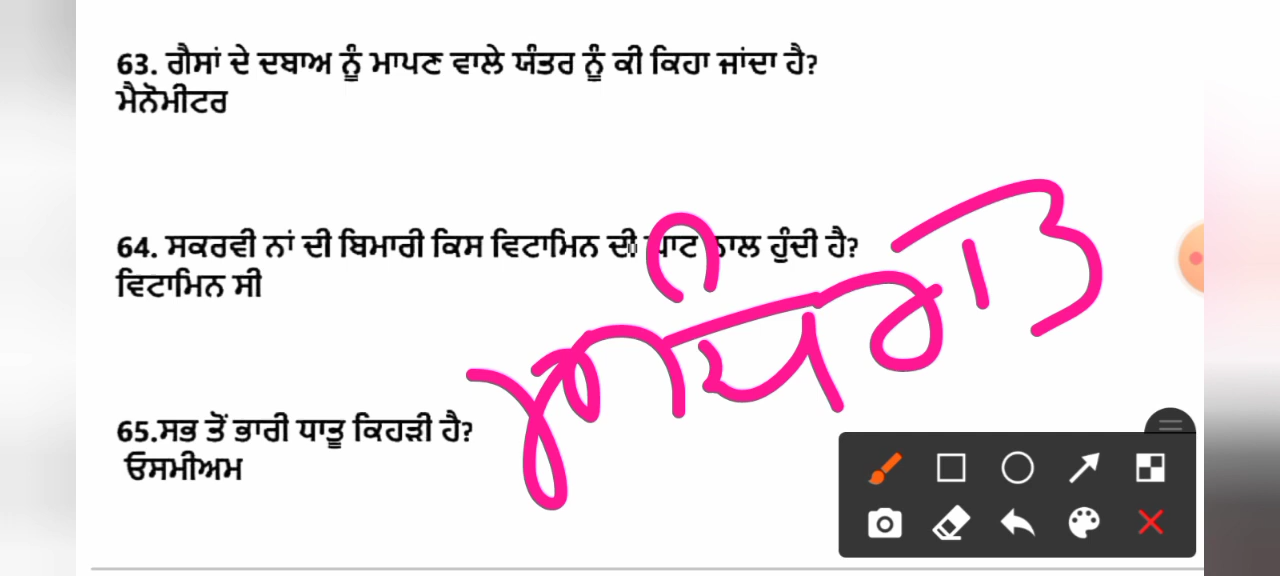 63. ਗੈਸਾਂ ਦੇ ਦਬਾਅ ਨੂੰ ਮਾਪਣ ਵਾਲੇ ਯੰਤਰ ਨੂੰ ਕੀ ਕਿਹਾ ਜਾਂਦਾ ਹੈ?
ਮੈਨੋਮੀਟਰ
64. ਸਕਰਵੀ ਨਾਂ ਦੀ ਬਿਮਾਰੀ ਕਿਸ ਵਿਟਾਮਿਨ ਦੀ ਘਾਟ ਨਾਲ ਹੁੰਦੀ ਹੈ?
ਵਿਟਾਮਿਨ ਸੀ
65.ਸਭ ਤੋਂ ਭਾਰੀ ਧਾਤੂ ਕਿਹੜੀ ਹੈ?
ਓਸਮੀਅਮ